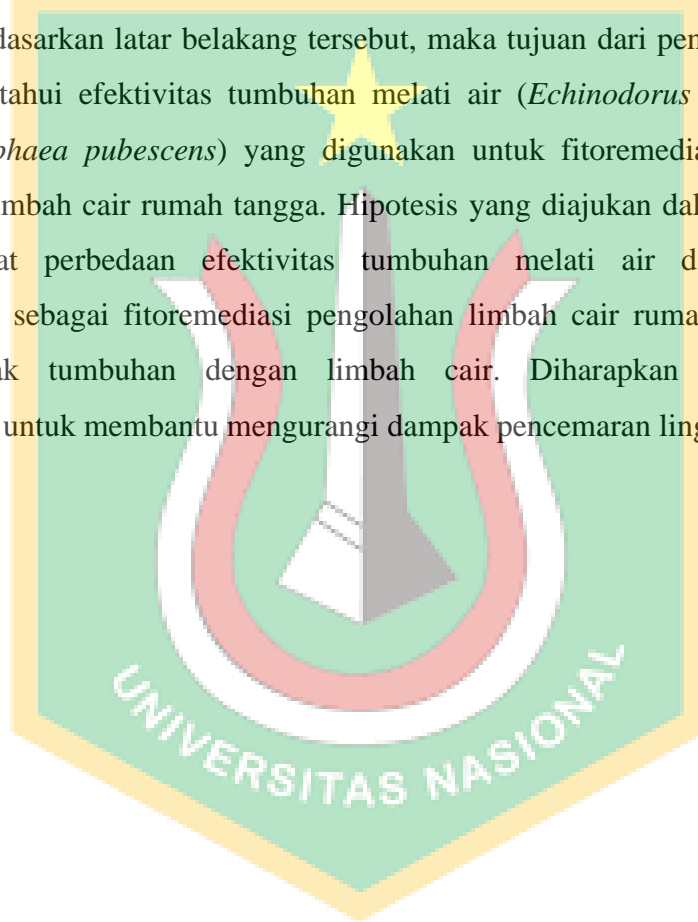 dasarkan latar belakang tersebut, maka tujuan dari pen
tahui efektivitas tumbuhan melati air (Echinodorus
phaea pubescens) yang digunakan untuk fitoremedia
mbah cair rumah tangga. Hipotesis yang diajukan dal
at perbedaan efektivitas tumbuhan melati air d
sebagai fitoremediasi pengolahan limbah cair ruma
ak tumbuhan dengan limbah cair. Diharapkan
untuk membantu mengurangi dampak pencemaran ling
UNIVERSITAS NASIONAL